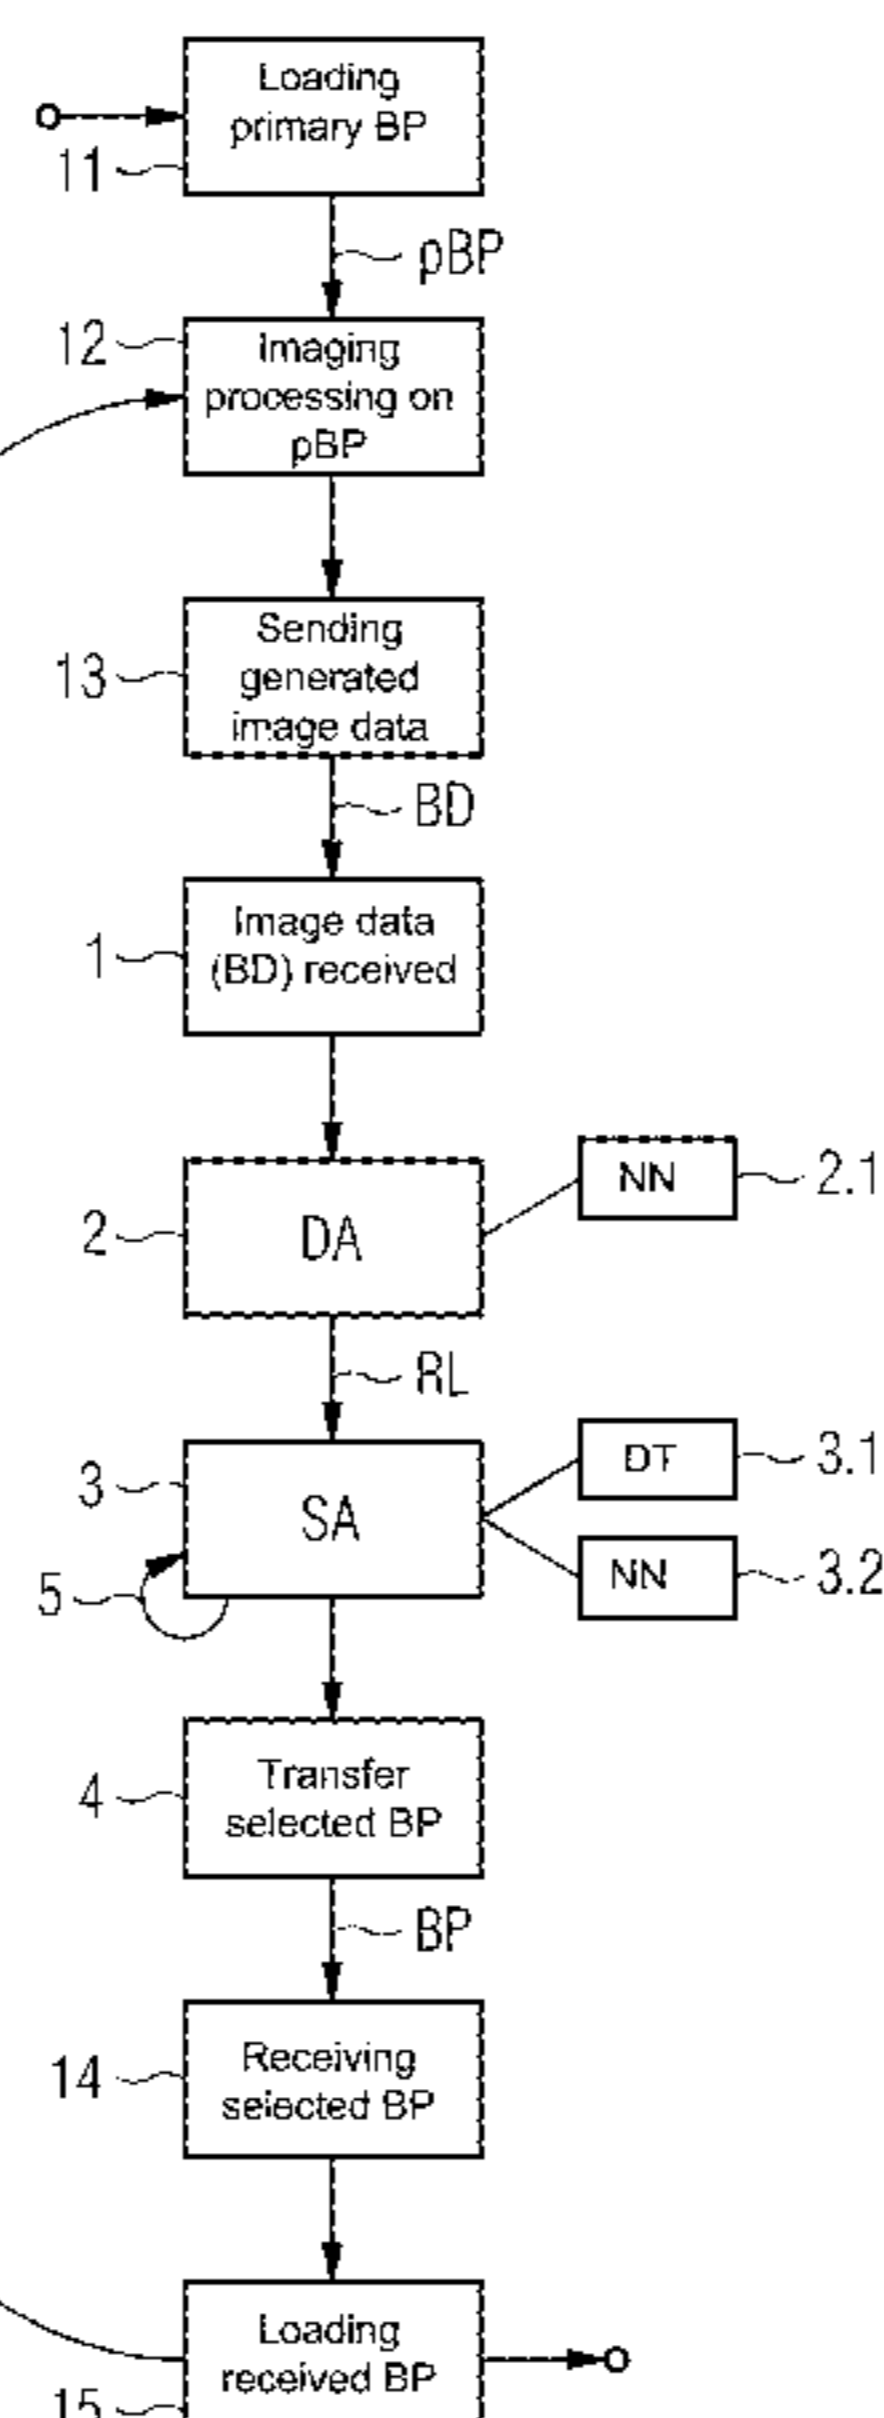 Loading
primary BP
11
pBP
12
Imaging
processing on
pBP
13
Sending
generated
image data
BD
1
Image data
(BD) received
2
DA
NN
2.1
RL
3
SA
DT
3.1
5
NN
3.2
4
Transfer
selected BP
BP
14
Receiving
selected BP
Loading
received BP
15